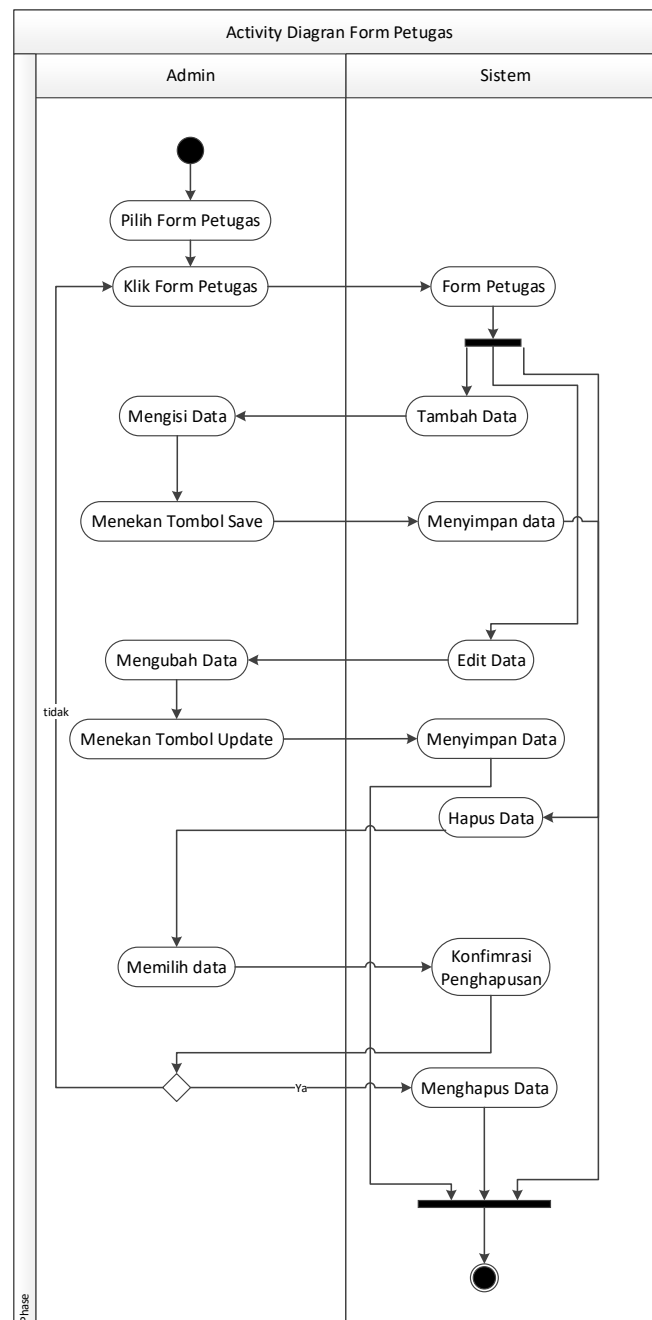 Activity Diagran Form Petugas
Admin
Sistem
Pilih Form Petugas
Klik Form Petugas
Form Petugas
Mengisi Data
Tambah Data
Menekan Tombol Save
Menyimpan data
Mengubah Data
Edit Data
tidak
Menekan Tombol Update
Menyimpan Data
Hapus Data
Memilih data
Konfimrasi
Penghapusan
Ya
Menghapus Data
Phase